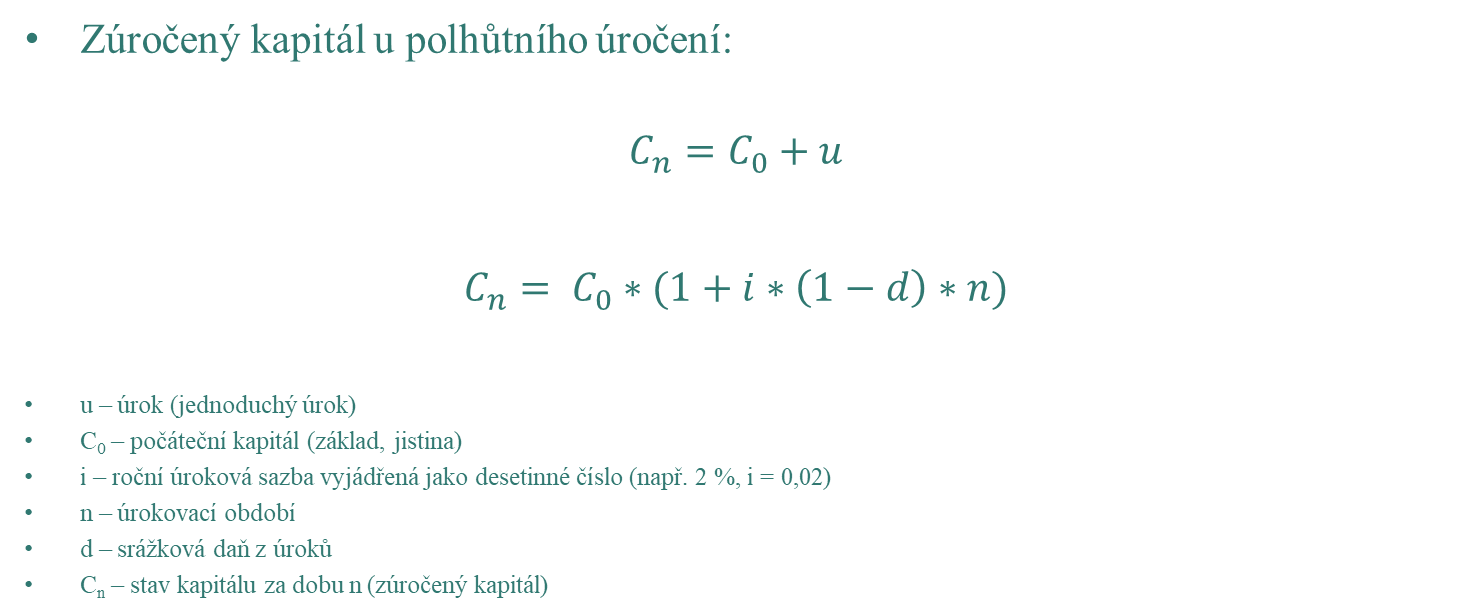 • Zúročený kapitál u polhůtního úročení:
Cₙ = C₀ + u
Cₙ = C₀ * (1 + i * (1 − d) * n)
• u – úrok (jednoduchý úrok)
• C₀ – počáteční kapitál (základ, jistina)
• i – roční úroková sazba vyjádřená jako desetinné číslo (např. 2 %, i = 0,02)
• n – úrokovací období
• d – srážková daň z úroků
• Cₙ – stav kapitálu za dobu n (zúročený kapitál)